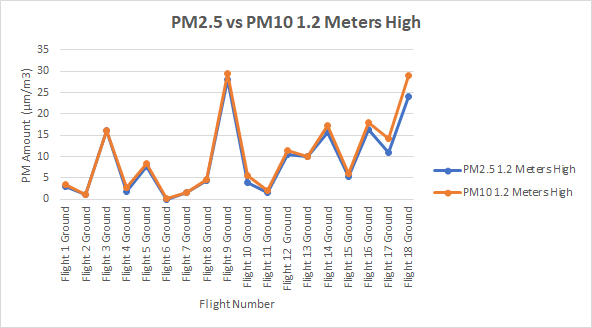 PM2.5 vs PM10 1.2 Meters High
35
30
25
20
15
10
5
0
PM Amount (µm/m3)
Flight 1 Ground
Flight 2 Ground
Flight 3 Ground
Flight 4 Ground
Flight 5 Ground
Flight 6 Ground
Flight 7 Ground
Flight 8 Ground
Flight 9 Ground
Flight 10 Ground
Flight 11 Ground
Flight 12 Ground
Flight 13 Ground
Flight 14 Ground
Flight 15 Ground
Flight 16 Ground
Flight 17 Ground
Flight 18 Ground
Flight Number
PM2.5 1.2 Meters High
PM10 1.2 Meters High